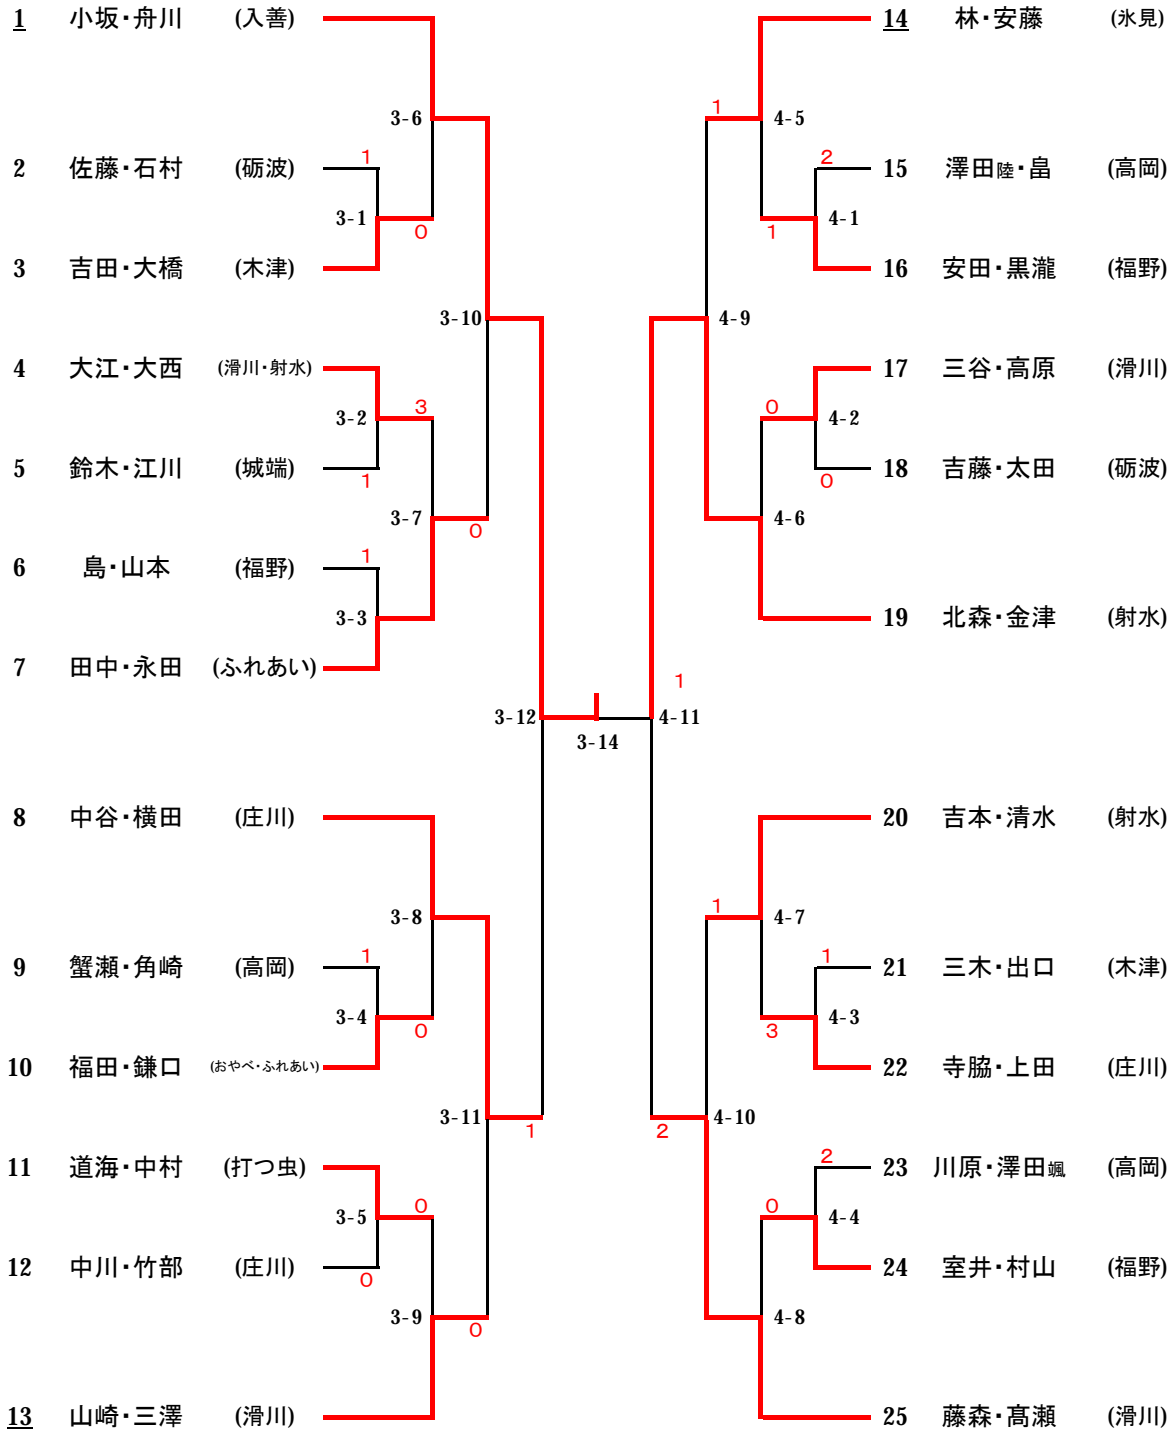 1 小坂・舟川 (入善)
3-6
2 佐藤・石村 (砺波) 1
3-1
0
3 吉田・大橋 (木津)
3-10
4 大江・大西 (滑川・射水)
3-2 3
5 鈴木・江川 (城端) 1
3-7 0
6 島・山本 (福野) 1
3-3
7 田中・永田 (ふれあい)
3-12
3-14
8 中谷・横田 (庄川)
3-8
9 蟹瀬・角崎 (高岡) 1
3-4 0
10 福田・鎌口 (おやべ・ふれあい)
3-11 1
11 道海・中村 (打つ虫)
3-5 0
12 中川・竹部 (庄川) 0
3-9 0
13 山崎・三澤 (滑川)
14 林・安藤 (氷見)
1 4-5
2 15 澤田陸・畠 (高岡)
1 4-1
16 安田・黒瀧 (福野)
4-9
17 三谷・高原 (滑川)
0 4-2
0 18 吉藤・太田 (砺波)
4-6
19 北森・金津 (射水)
1
4-11
20 吉本・清水 (射水)
1 4-7
1 21 三木・出口 (木津)
3 4-3
22 寺脇・上田 (庄川)
2 4-10
2 23 川原・澤田颯 (高岡)
0 4-4
24 室井・村山 (福野)
4-8
25 藤森・髙瀬 (滑川)